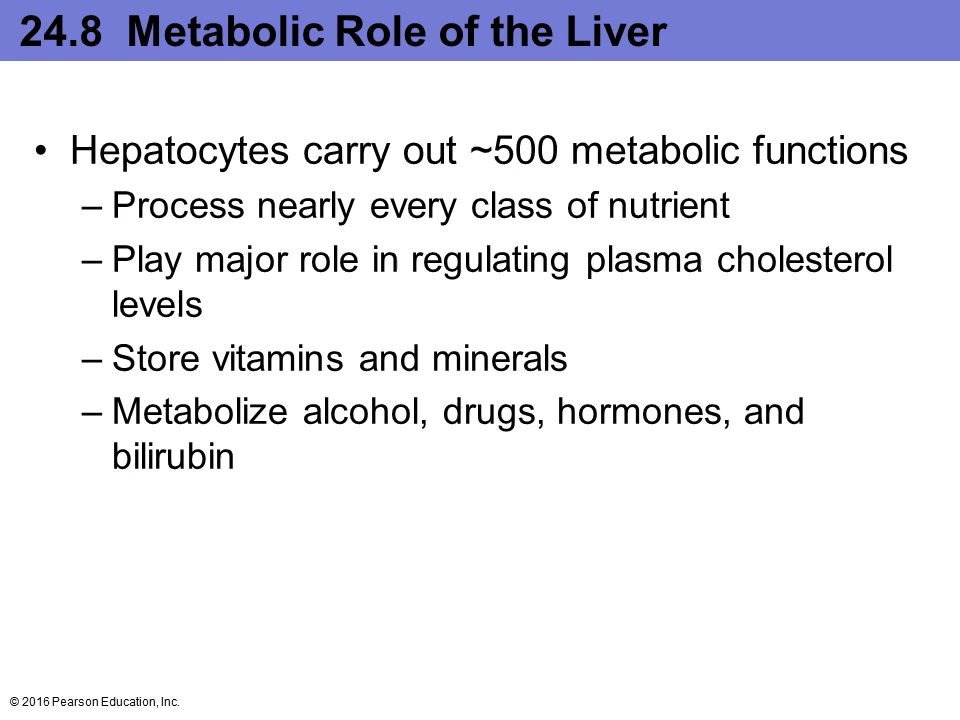 24.8 Metabolic Role of the Liver
• Hepatocytes carry out ~500 metabolic functions
– Process nearly every class of nutrient
– Play major role in regulating plasma cholesterol
levels
– Store vitamins and minerals
– Metabolize alcohol, drugs, hormones, and
bilirubin
© 2016 Pearson Education, Inc.